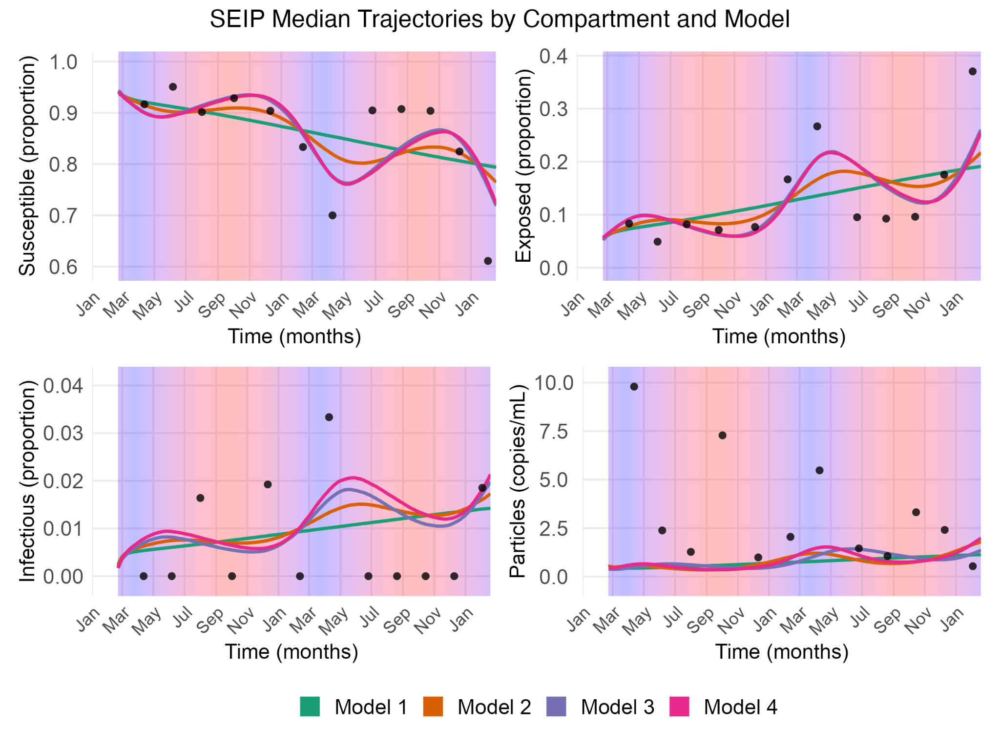 SEIP Median Trajectories by Compartment and Model
Susceptible (proportion)
1.0
0.9
0.8
0.7
0.6
Jan Mar May Jul Sep Nov Jan Mar May Jul Sep Nov Jan
Time (months)
Exposed (proportion)
0.4
0.3
0.2
0.1
0.0
Jan Mar May Jul Sep Nov Jan Mar May Jul Sep Nov Jan
Time (months)
Infectious (proportion)
0.04
0.03
0.02
0.01
0.00
Jan Mar May Jul Sep Nov Jan Mar May Jul Sep Nov Jan
Time (months)
Particles (copies/mL)
10.0
7.5
5.0
2.5
0.0
Jan Mar May Jul Sep Nov Jan Mar May Jul Sep Nov Jan
Time (months)
Model 1 Model 2 Model 3 Model 4